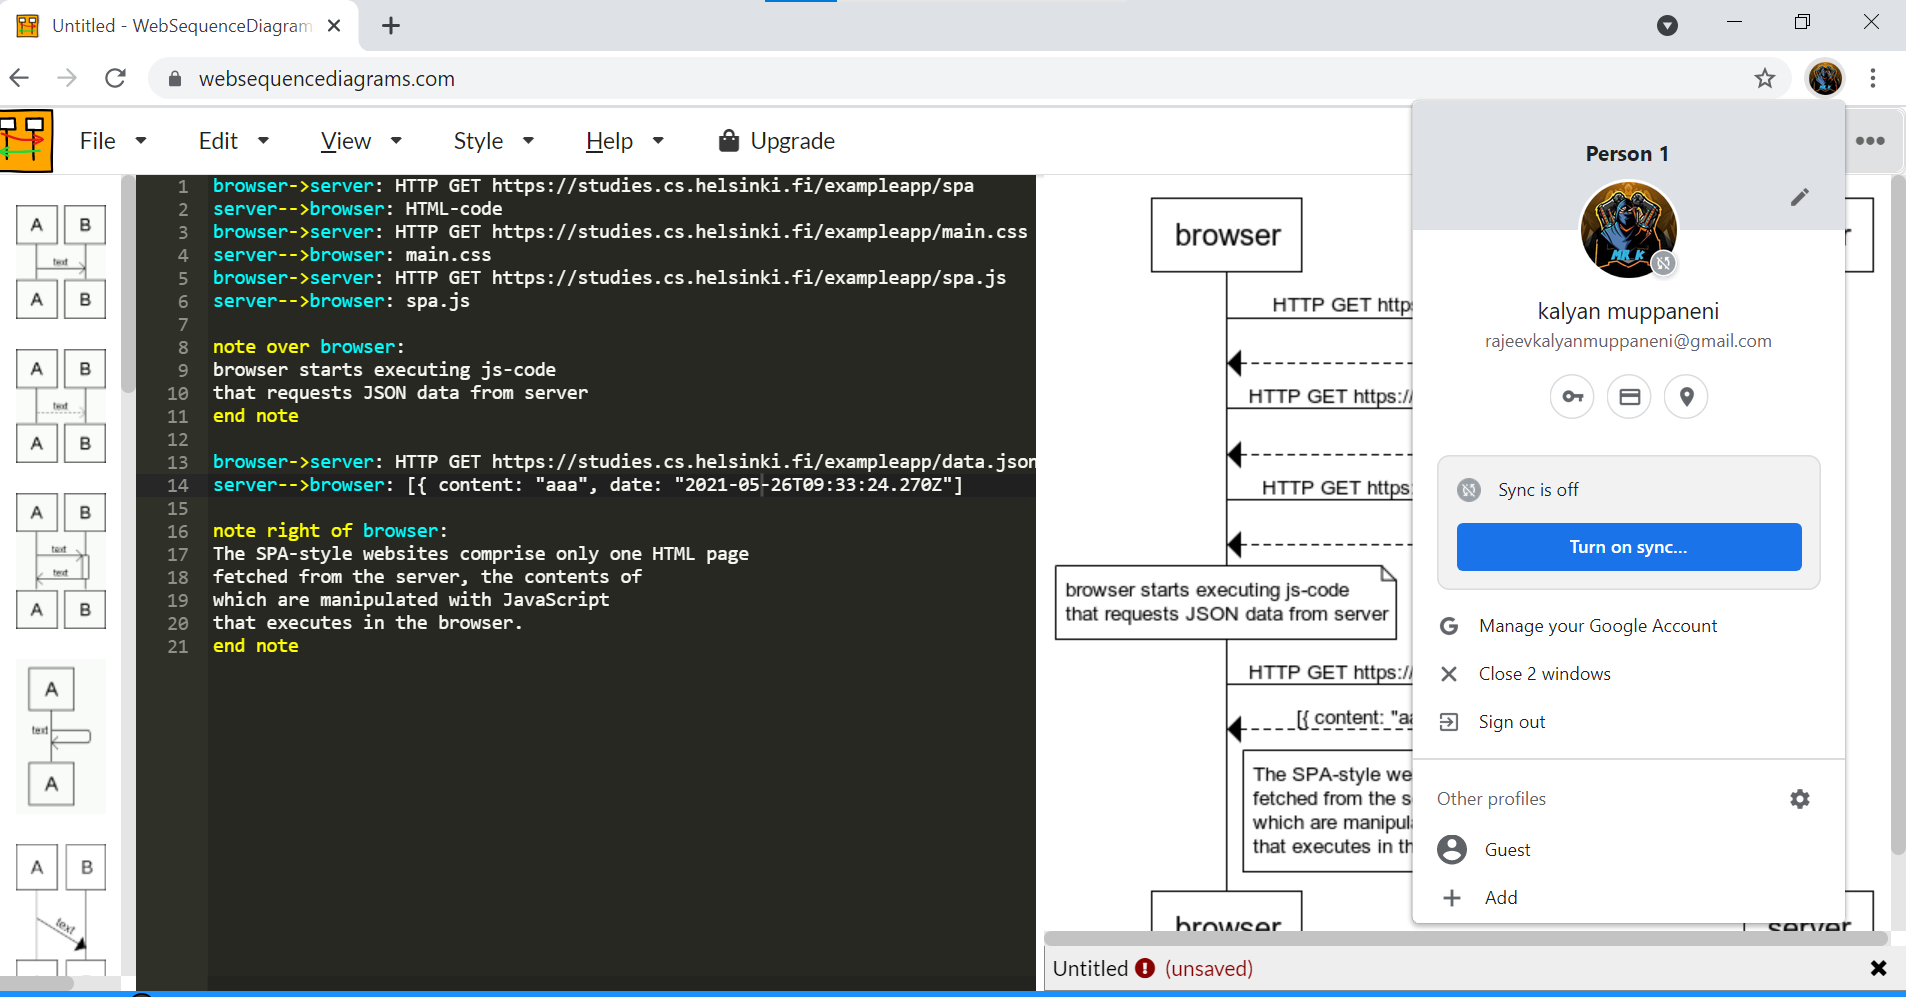 Untitled - WebSequenceDiagram
websequencediagrams.com
File
Edit
View
Style
Help
Upgrade
A B
text
A B
A B
text
A B
A B
text
text
A B
A
text
A
A B
text
1 browser->server: HTTP GET https://studies.cs.helsinki.fi/exampleapp/spa
2 server-->browser: HTML-code
3 browser->server: HTTP GET https://studies.cs.helsinki.fi/exampleapp/main.css
4 server-->browser: main.css
5 browser->server: HTTP GET https://studies.cs.helsinki.fi/exampleapp/spa.js
6 server-->browser: spa.js
7
8 note over browser:
9 browser starts executing js-code
10 that requests JSON data from server
11 end note
12
13 browser->server: HTTP GET https://studies.cs.helsinki.fi/exampleapp/data.json
14 server-->browser: [{ content: "aaa", date: "2021-05-26T09:33:24.270Z"]
15
16 note right of browser:
17 The SPA-style websites comprise only one HTML page
18 fetched from the server, the contents of
19 which are manipulated with JavaScript
20 that executes in the browser.
21 end note
browser
r
HTTP GET http
HTTP GET https://
HTTP GET https:
browser starts executing js-code
that requests JSON data from server
HTTP GET https://
[{ content: "aa
The SPA-style we
fetched from the s
which are manipul
that executes in th
browser
server
Untitled (unsaved)
Person 1
MR_K
kalyan muppaneni
rajeevkalyanmuppaneni@gmail.com
Sync is off
Turn on sync...
Manage your Google Account
Close 2 windows
Sign out
Other profiles
Guest
Add